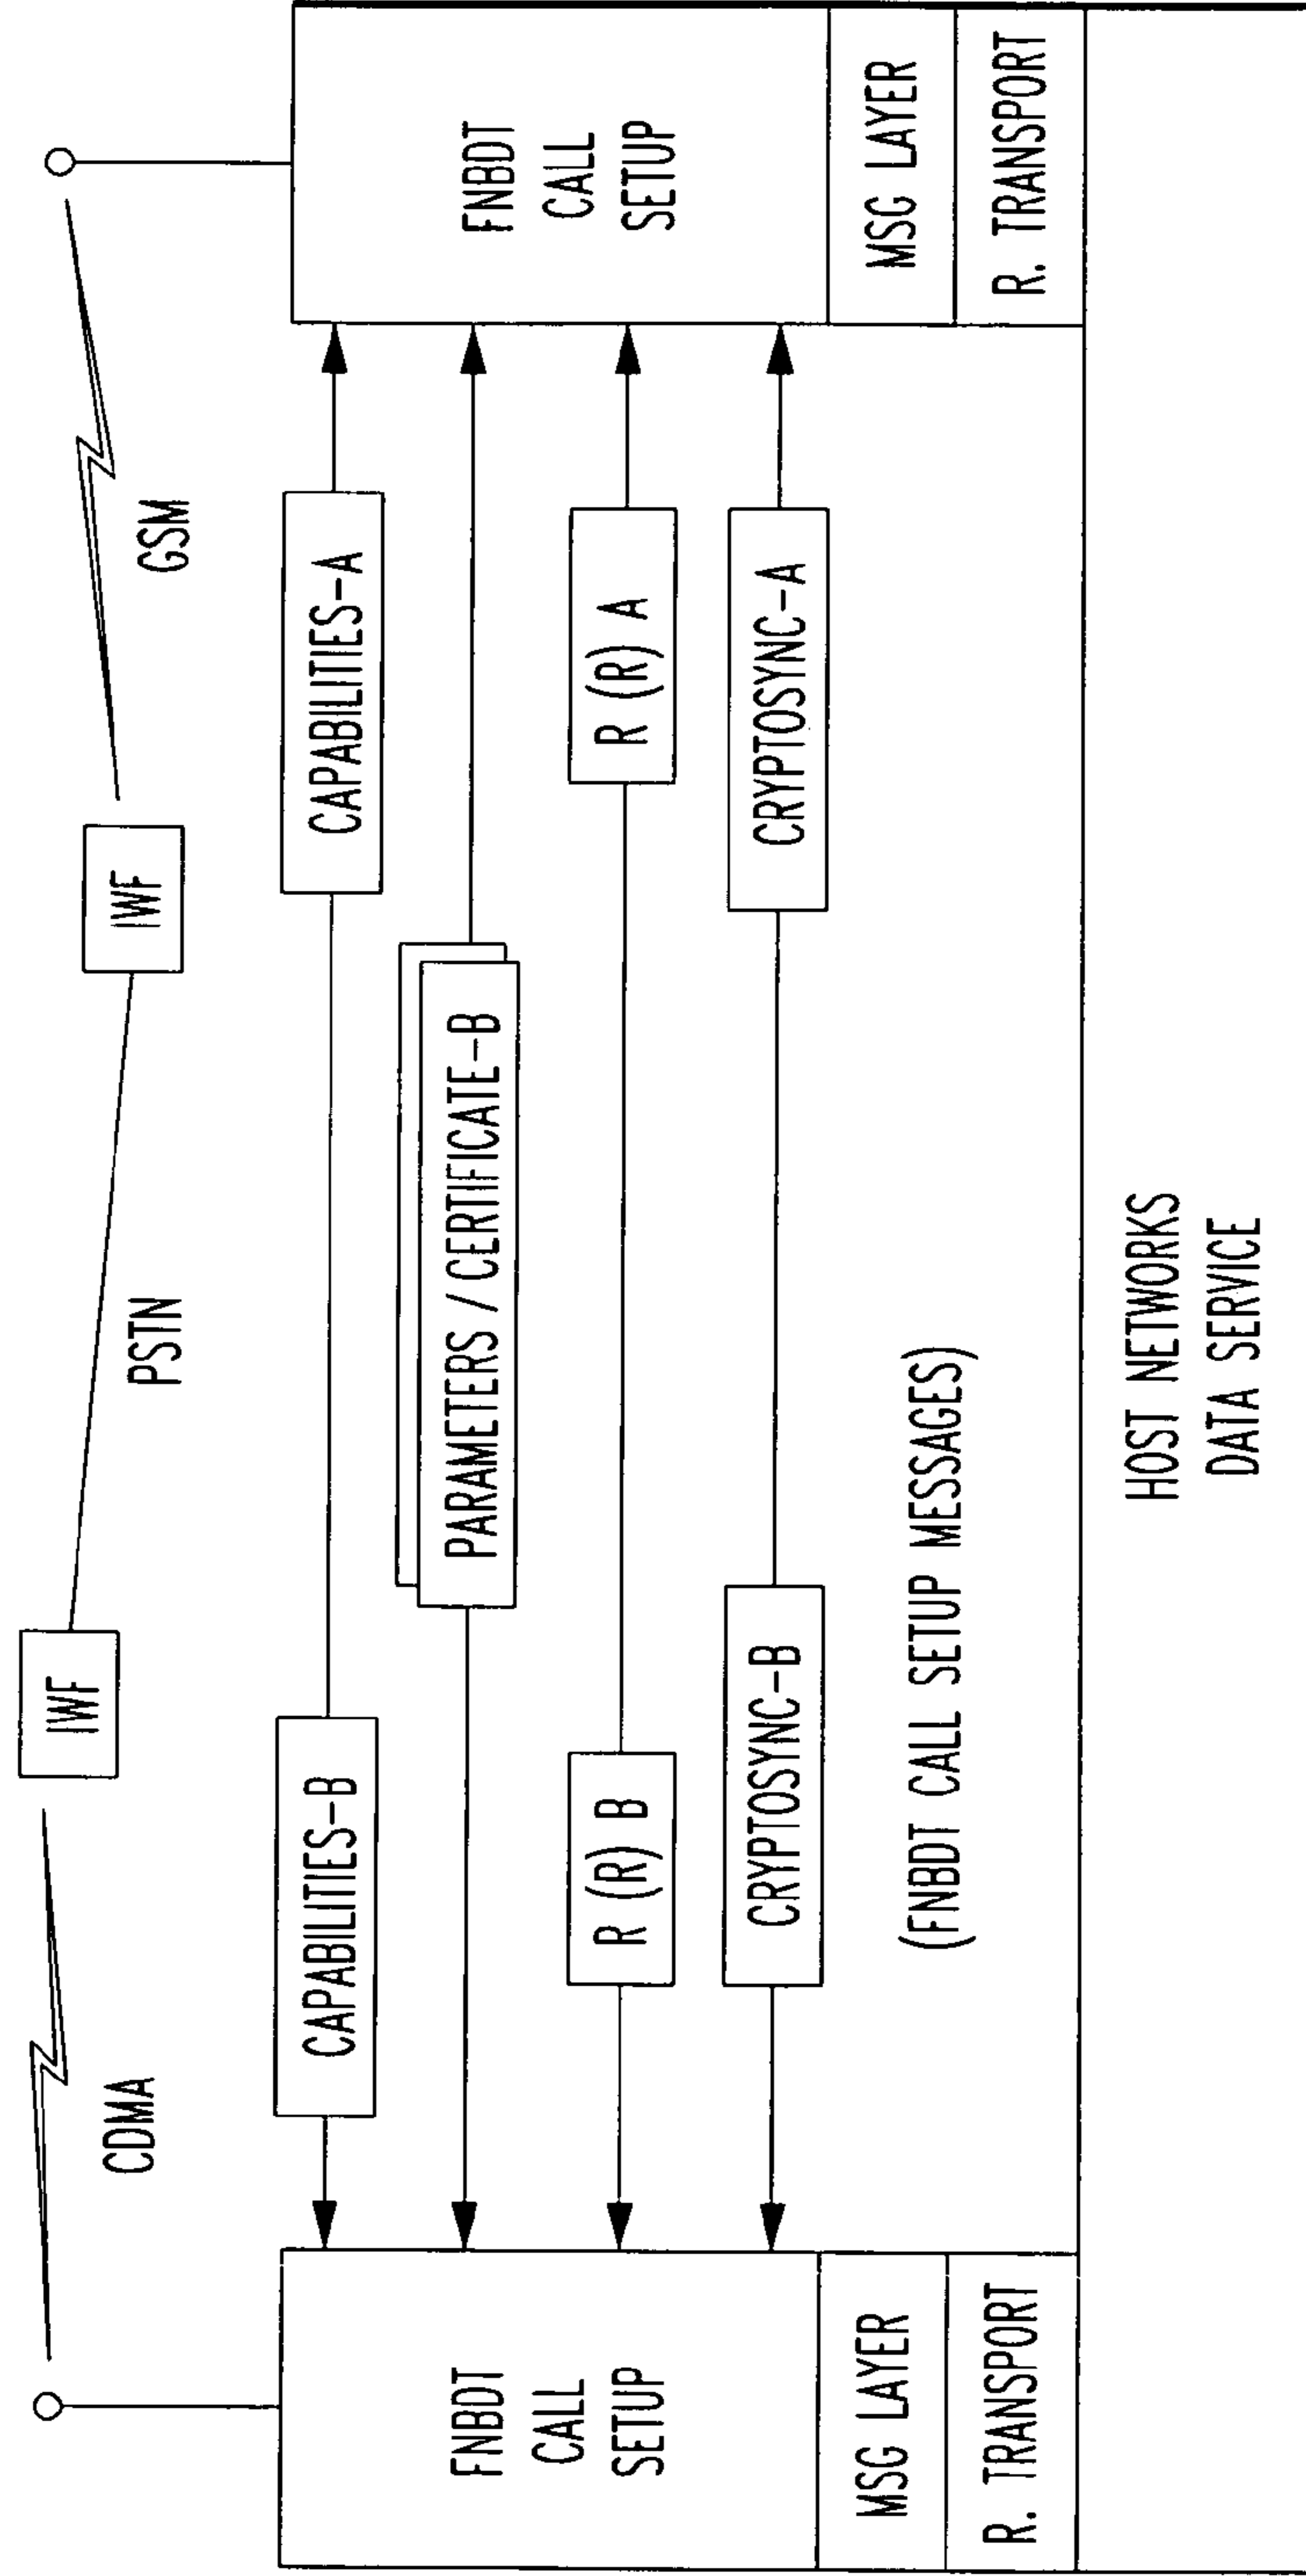 CDMA
IWF
PSTN
IWF
GSM
CAPABILITIES-B
CAPABILITIES-A
PARAMETERS / CERTIFICATE-B
R (R) B
R (R) A
CRYPTOSYNC-B
CRYPTOSYNC-A
(FNBDT CALL SETUP MESSAGES)
FNBDT
CALL
SETUP
MSG LAYER
R. TRANSPORT
FNBDT
CALL
SETUP
MSG LAYER
R. TRANSPORT
HOST NETWORKS
DATA SERVICE